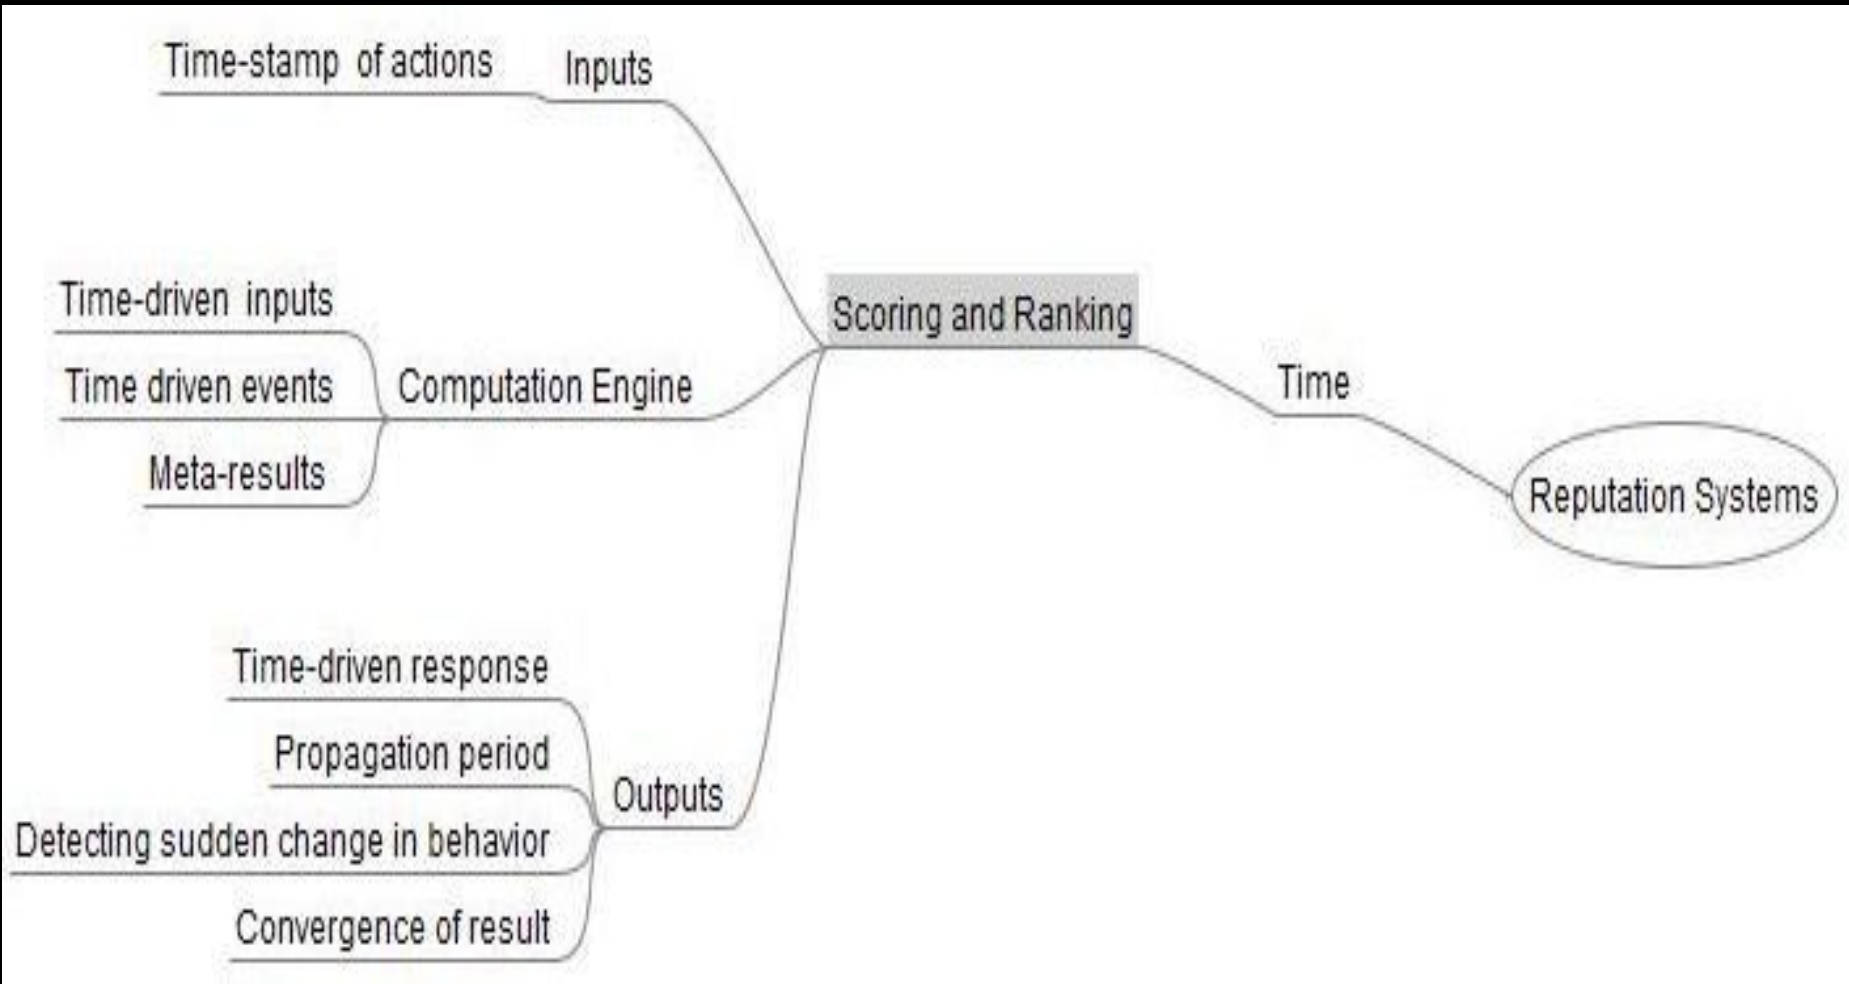 Time-stamp of actions
Inputs
Time-driven inputs
Time driven events
Computation Engine
Meta-results
Scoring and Ranking
Time
Reputation Systems
Time-driven response
Propagation period
Outputs
Detecting sudden change in behavior
Convergence of result